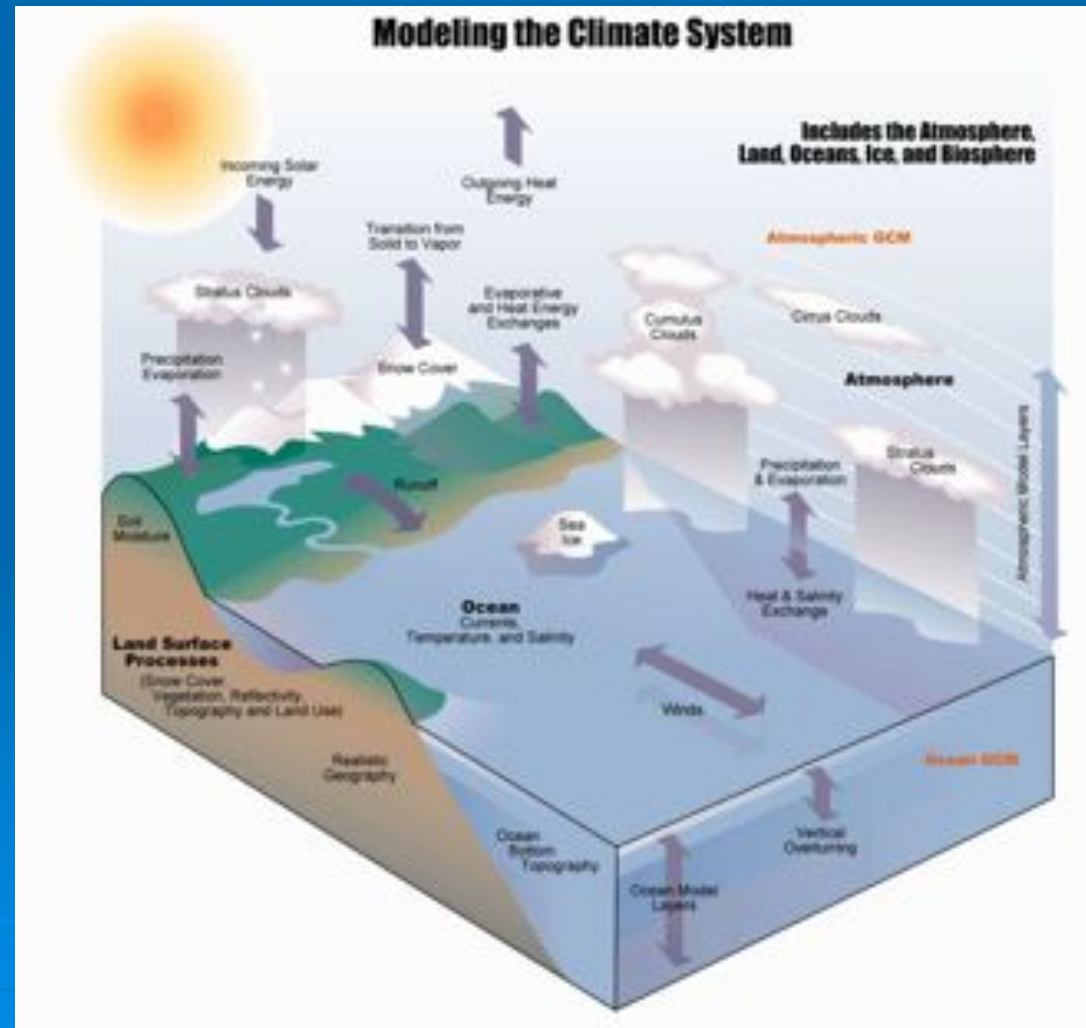 Modeling the Climate System
Includes the Atmosphere,
Land, Oceans, Ice, and Biosphere
Incoming Solar
Energy
Outgoing Heat
Energy
Transition from
Solid to Vapor
Atmospheric GCM
Stratus Clouds
Evaporative
and Heat Energy
Exchanges
Cumulus
Clouds
Cirrus Clouds
Precipitation
Evaporation
Snow Cover
Atmosphere
Atmospheric Model Layers
Stratus
Clouds
Precipitation
& Evaporation
Runoff
Soil
Moisture
Sea
Ice
Heat & Salinity
Exchange
Ocean
Currents,
Temperature, and Salinity
Land Surface
Processes
(Snow Cover,
Vegetation, Reflectivity,
Topography and Land Use)
Winds
Realistic
Geography
Ocean GCM
Ocean
Bottom
Topography
Vertical
Overturning
Ocean Model
Layers